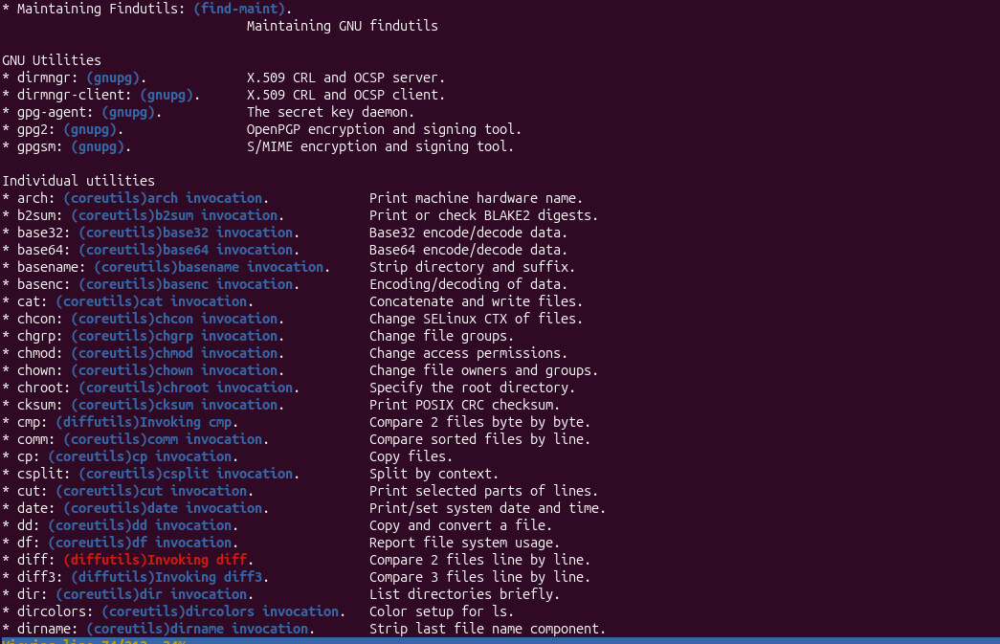 * Maintaining Findutils: (find-maint).
Maintaining GNU findutils
GNU Utilities
* dirmngr: (gnupg). X.509 CRL and OCSP server.
* dirmngr-client: (gnupg). X.509 CRL and OCSP client.
* gpg-agent: (gnupg). The secret key daemon.
* gpg2: (gnupg). OpenPGP encryption and signing tool.
* gpgsm: (gnupg). S/MIME encryption and signing tool.
Individual utilities
* arch: (coreutils)arch invocation. Print machine hardware name.
* b2sum: (coreutils)b2sum invocation. Print or check BLAKE2 digests.
* base32: (coreutils)base32 invocation. Base32 encode/decode data.
* base64: (coreutils)base64 invocation. Base64 encode/decode data.
* basename: (coreutils)basename invocation. Strip directory and suffix.
* basenc: (coreutils)basenc invocation. Encoding/decoding of data.
* cat: (coreutils)cat invocation. Concatenate and write files.
* chcon: (coreutils)chcon invocation. Change SELinux CTX of files.
* chgrp: (coreutils)chgrp invocation. Change file groups.
* chmod: (coreutils)chmod invocation. Change access permissions.
* chown: (coreutils)chown invocation. Change file owners and groups.
* chroot: (coreutils)chroot invocation. Specify the root directory.
* cksum: (coreutils)cksum invocation. Print POSIX CRC checksum.
* cmp: (diffutils)Invoking cmp. Compare 2 files byte by byte.
* comm: (coreutils)comm invocation. Compare sorted files by line.
* cp: (coreutils)cp invocation. Copy files.
* csplit: (coreutils)csplit invocation. Split by context.
* cut: (coreutils)cut invocation. Print selected parts of lines.
* date: (coreutils)date invocation. Print/set system date and time.
* dd: (coreutils)dd invocation. Copy and convert a file.
* df: (coreutils)df invocation. Report file system usage.
* diff: (diffutils)Invoking diff. Compare 2 files line by line.
* diff3: (diffutils)Invoking diff3. Compare 3 files line by line.
* dir: (coreutils)dir invocation. List directories briefly.
* dircolors: (coreutils)dircolors invocation. Color setup for ls.
* dirname: (coreutils)dirname invocation. Strip last file name component.
Viewing line